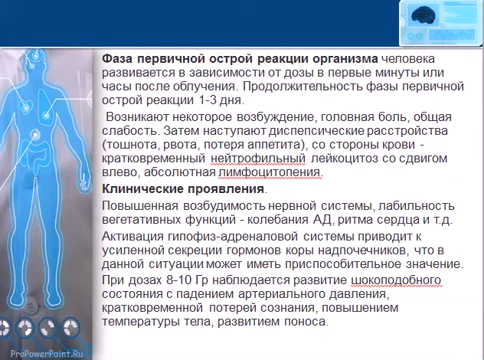 Фаза первичной острой реакции организма человека
развивается в зависимости от дозы в первые минуты или
часы после облучения. Продолжительность фазы первичной
острой реакции 1-3 дня.
Возникают некоторое возбуждение, головная боль, общая
слабость. Затем наступают диспепсические расстройства
(тошнота, рвота, потеря аппетита), со стороны крови -
кратковременный нейтрофильный лейкоцитоз со сдвигом
влево, абсолютная лимфоцитопения.
Клинические проявления.
Повышенная возбудимость нервной системы, лабильность
вегетативных функций - колебания АД, ритма сердца и т.д.
Активация гипофиз-адреналовой системы приводит к
усиленной секреции гормонов коры надпочечников, что в
данной ситуации может иметь приспособительное значение.
При дозах 8-10 Гр наблюдается развитие шокоподобного
состояния с падением артериального давления,
кратковременной потерей сознания, повышением
температуры тела, развитием поноса.
ProPowerPoint.Ru